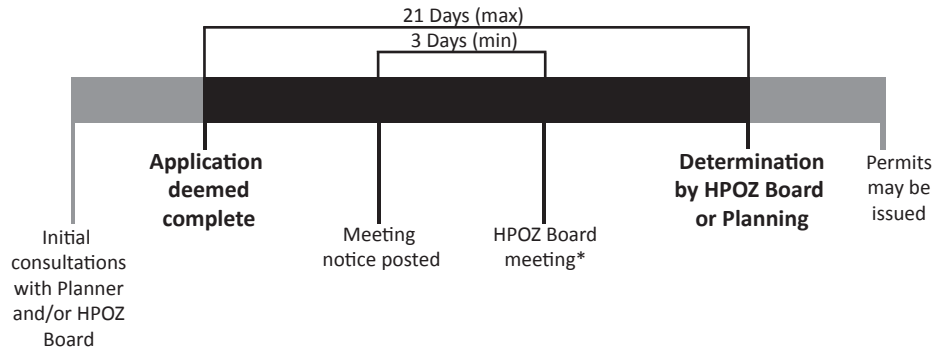 21 Days (max)
3 Days (min)
Initial
consultations
with Planner
and/or HPOZ
Board
Application
deemed
complete
Meeting
notice posted
HPOZ Board
meeting*
Determination
by HPOZ Board
or Planning
Permits
may be
issued